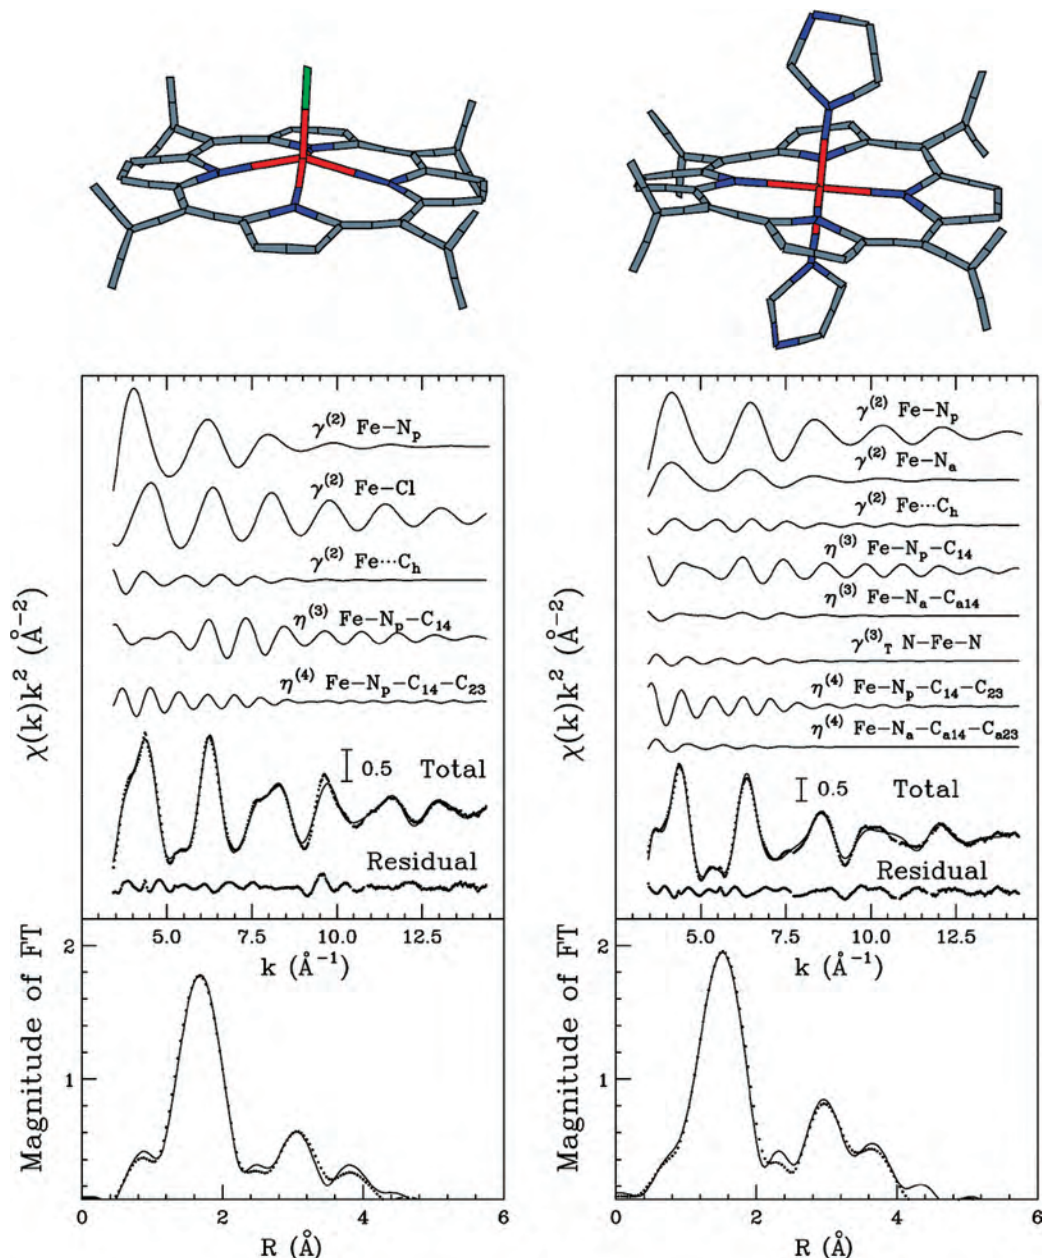 γ(2) Fe−Np
γ(2) Fe−Cl
γ(2) Fe···Ch
η(3) Fe−Np−C14
η(4) Fe−Np−C14−C23
0.5 Total
Residual
χ(k)k2 (Å−2)
5.0 7.5 10.0 12.5
k (Å−1)
2
1
Magnitude of FT
0 2 4 6
R (Å)
γ(2) Fe−Np
γ(2) Fe−Na
γ(2) Fe···Ch
η(3) Fe−Np−C14
η(3) Fe−Na−Ca14
γ(3)T N−Fe−N
η(4) Fe−Np−C14−C23
η(4) Fe−Na−Ca14−Ca23
0.5 Total
Residual
χ(k)k2 (Å−2)
5.0 7.5 10.0 12.5
k (Å−1)
2
1
Magnitude of FT
0 2 4 6
R (Å)